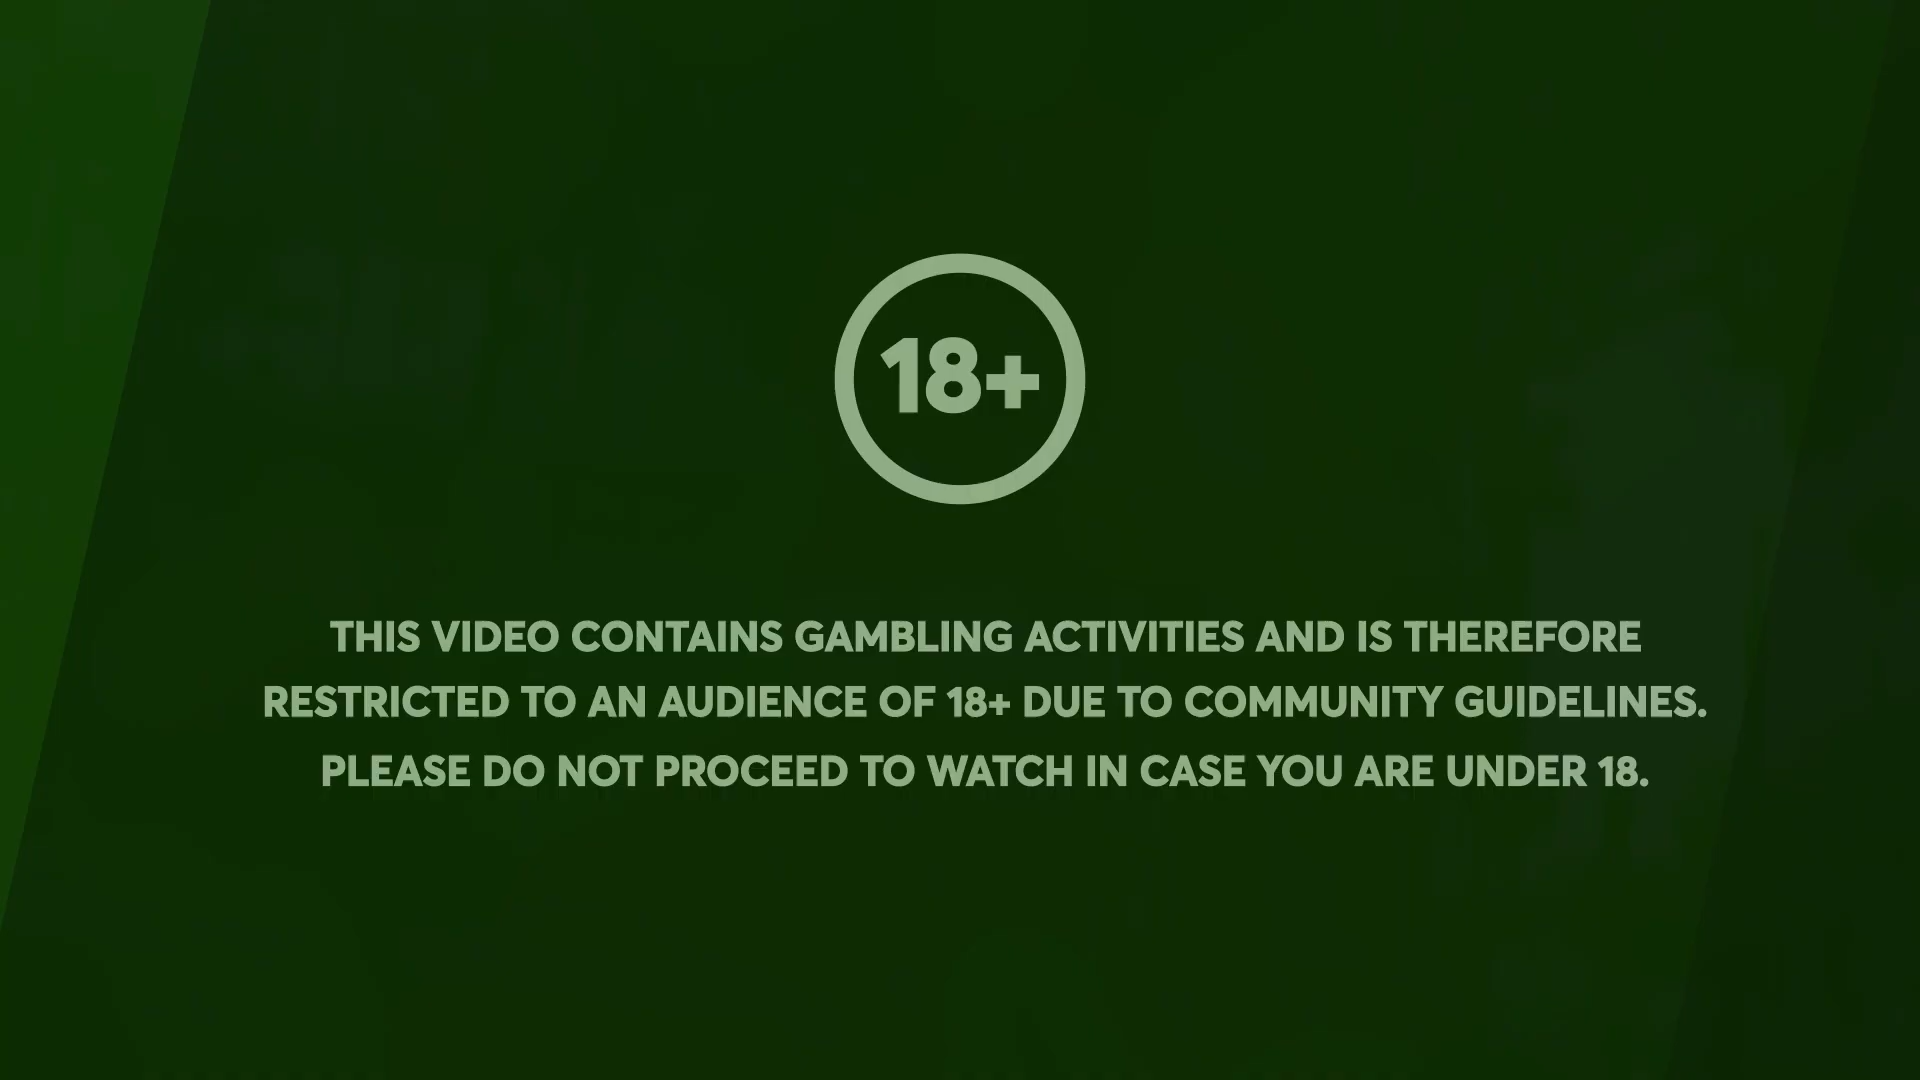 18+
THIS VIDEO CONTAINS GAMBLING ACTIVITIES AND IS THEREFORE
RESTRICTED TO AN AUDIENCE OF 18+ DUE TO COMMUNITY GUIDELINES.
PLEASE DO NOT PROCEED TO WATCH IN CASE YOU ARE UNDER 18.